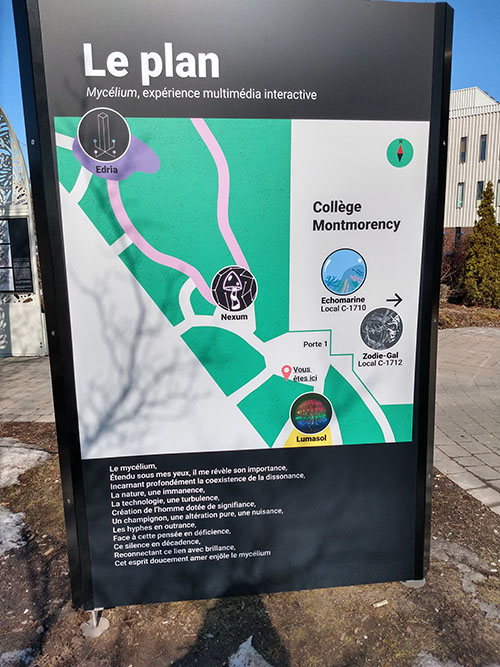 Le plan
Mycélium, expérience multimédia interactive
Edria
Collège
Montmorency
Echomarine
Local C-1710
Nexum
Porte 1
Zodie-Gal
Local C-1712
Vous
êtes ici
Lumasol
Le mycélium,
Étendu sous mes yeux, il me révèle son importance,
Incarnant profondément la coexistence de la dissonance,
La nature, une immanence,
La technologie, une turbulence,
Création de l'homme dotée de signifiance,
Un champignon, une altération pure, une nuisance,
Les hyphes en outrance,
Face à cette pensée en déficience,
Ce silence en décadence,
Reconnectant ce lien avec brillance,
Cet esprit doucement amer enjôle le mycélium